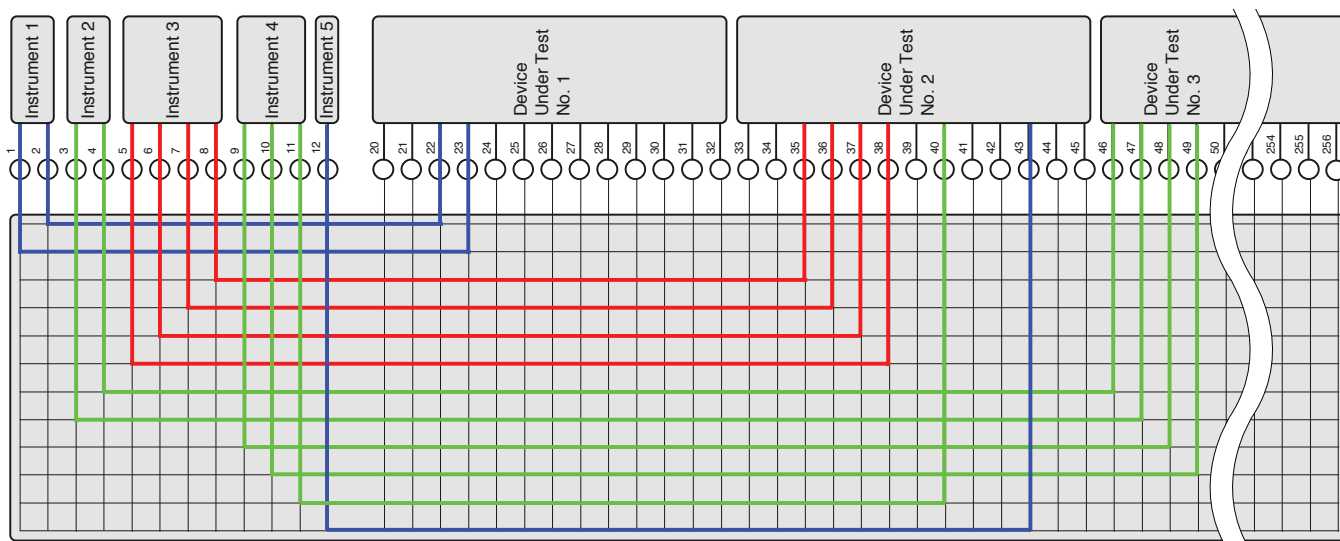 Instrument 1
Instrument 2
Instrument 3
Instrument 4
Instrument 5
Device
Under Test
No. 1
Device
Under Test
No. 2
Device
Under Test
No. 3
1 2 3 4 5 6 7 8 9 10 11 12 20 21 22 23 24 25 26 27 28 29 30 31 32 33 34 35 36 37 38 39 40 41 42 43 44 45 46 47 48 49 50 254 255 256